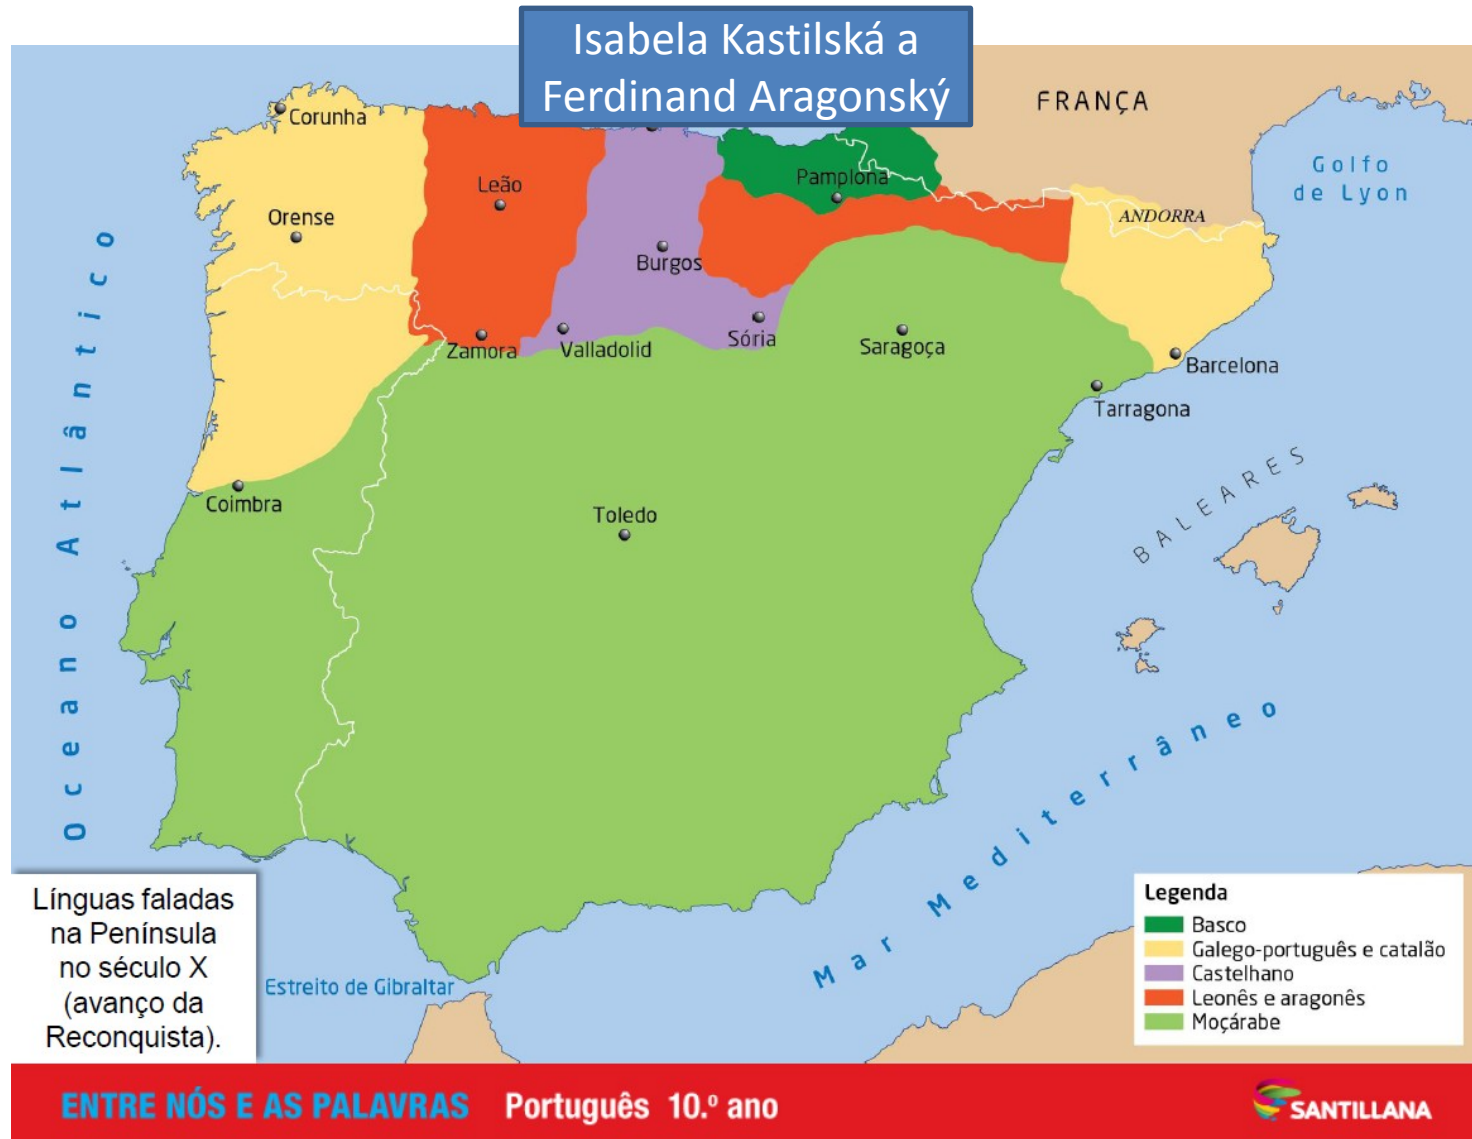 Isabela Kastilská a
Ferdinand Aragonský
FRANÇA
Golfo
de Lyon
Corunha
Leão
Pamplona
ANDORRA
Orense
Burgos
Zamora
Valladolid
Sória
Saragoça
Barcelona
Tarragona
Coimbra
Toledo
BALEARES
Oceano Atlântico
Mar Mediterrâneo
Estreito de Gibraltar
Línguas faladas
na Península
no século X
(avanço da
Reconquista).
Legenda
Basco
Galego-português e catalão
Castelhano
Leonês e aragonês
Moçárabe
ENTRE NÓS E AS PALAVRAS Português 10.º ano
SANTILLANA